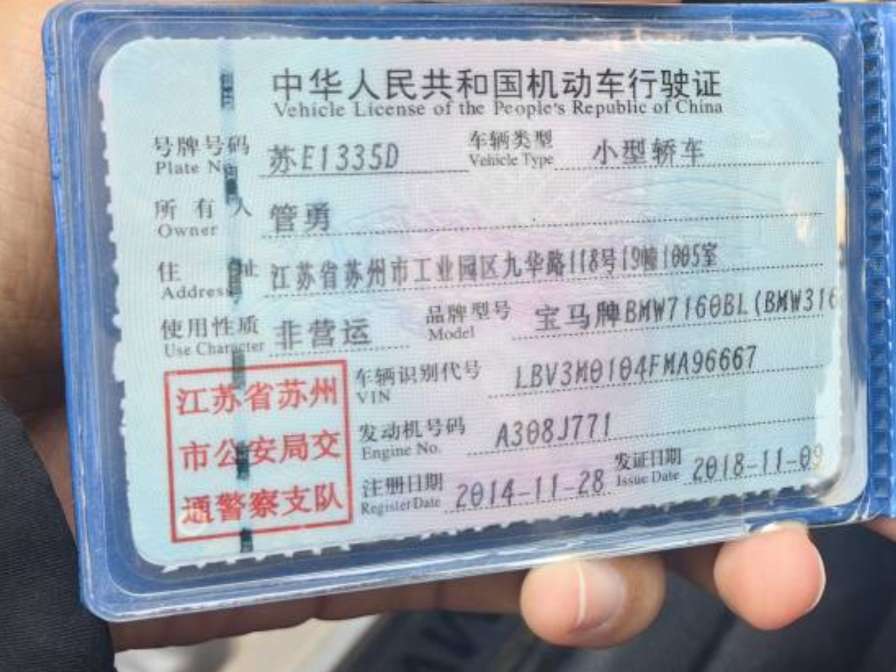 中华人民共和国机动车行驶证
Vehicle License of the People's Republic of China
号牌号码 苏E1335D 车辆类型 小型轿车
Plate No. Vehicle Type
所有人 管勇
Owner
住址 江苏省苏州市工业园区九华路118号19幢1005室
Address
使用性质 非营运 品牌型号 宝马牌BMW7160BL(BMW316
Use Character Model
车辆识别代号 LBV3M0104FMA96667
VIN
发动机号码 A308J771
Engine No.
注册日期 2014-11-28 发证日期 2018-11-09
Register Date Issue Date
江苏省苏州
市公安局交
通警察支队